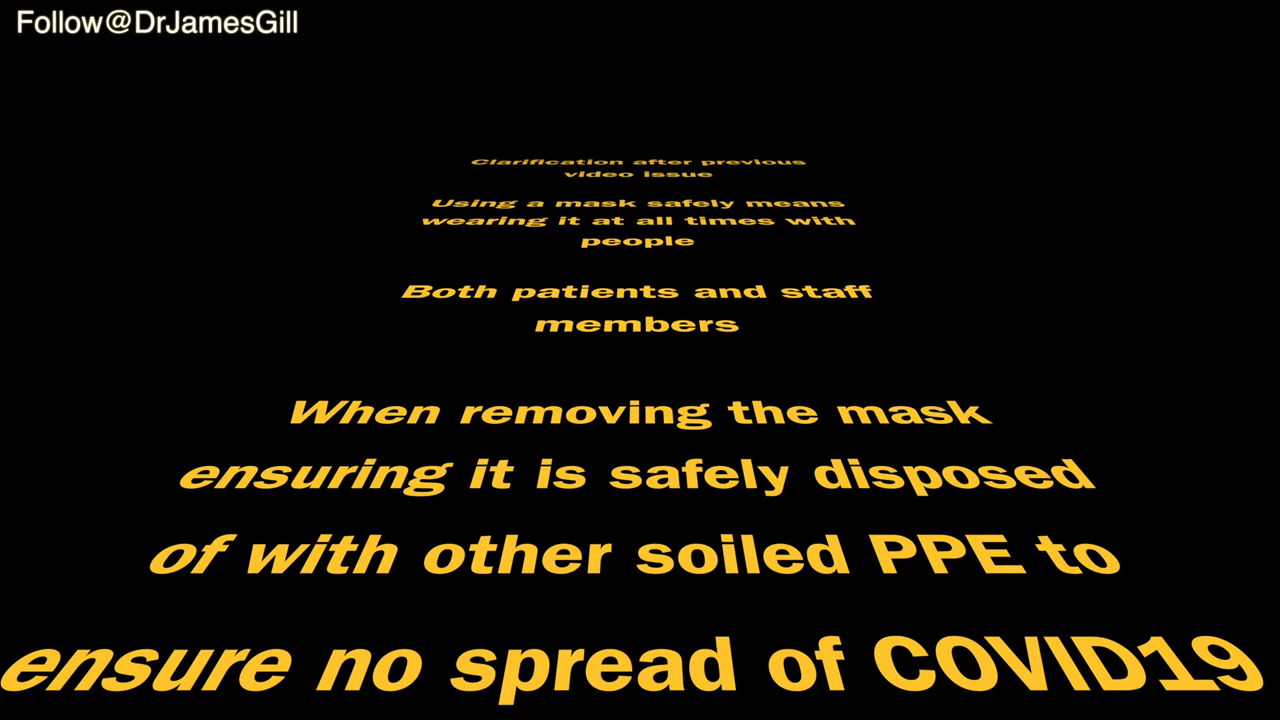 Follow@DrJamesGill
Clarification after previous
video issue
Using a mask safely means
wearing it at all times with
people
Both patients and staff
members
When removing the mask
ensuring it is safely disposed
of with other soiled PPE to
ensure no spread of COVID19